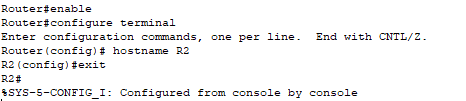 Router#enable
Router#configure terminal
Enter configuration commands, one per line.  End with CNTL/Z.
Router(config)# hostname R2
R2(config)#exit
R2#
%SYS-5-CONFIG_I: Configured from console by console